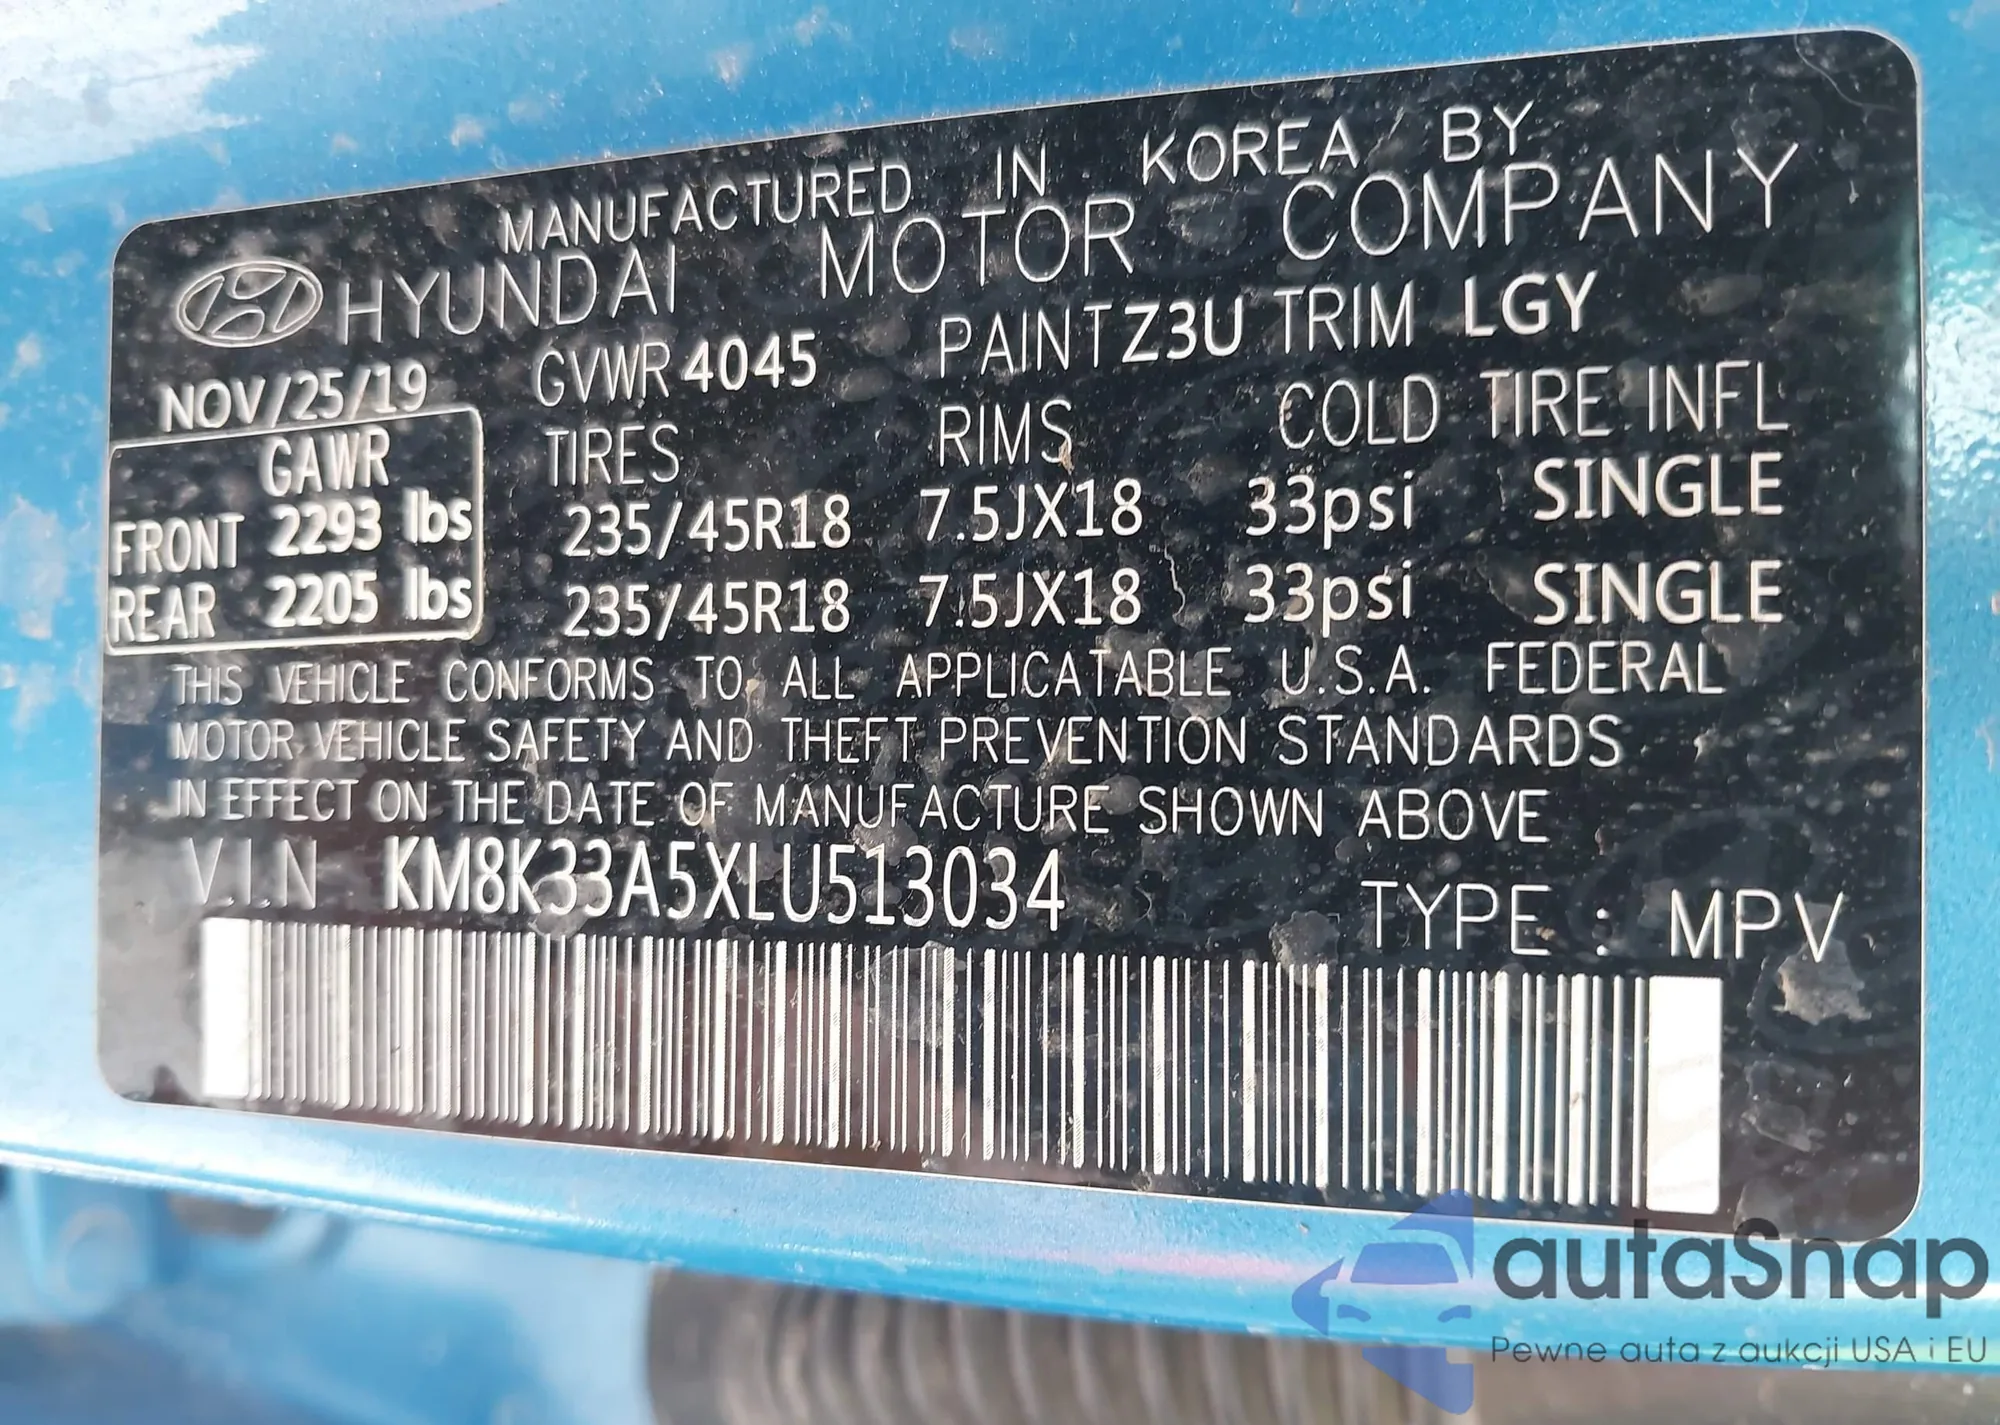 MANUFACTURED IN KOREA BY
HYUNDAI MOTOR COMPANY
NOV/25/19 GVWR 4045 PAINT Z3U TRIM LGY
GAWR TIRES RIMS COLD TIRE INFL
FRONT 2293 lbs 235/45R18 7.5JX18 33psi SINGLE
REAR 2205 lbs 235/45R18 7.5JX18 33psi SINGLE
THIS VEHICLE CONFORMS TO ALL APPLICATABLE U.S.A. FEDERAL
MOTOR VEHICLE SAFETY AND THEFT PREVENTION STANDARDS
IN EFFECT ON THE DATE OF MANUFACTURE SHOWN ABOVE
V.I.N KM8K33A5XLU513034 TYPE : MPV
autaSnap
Pewne auta z aukcji USA i EU